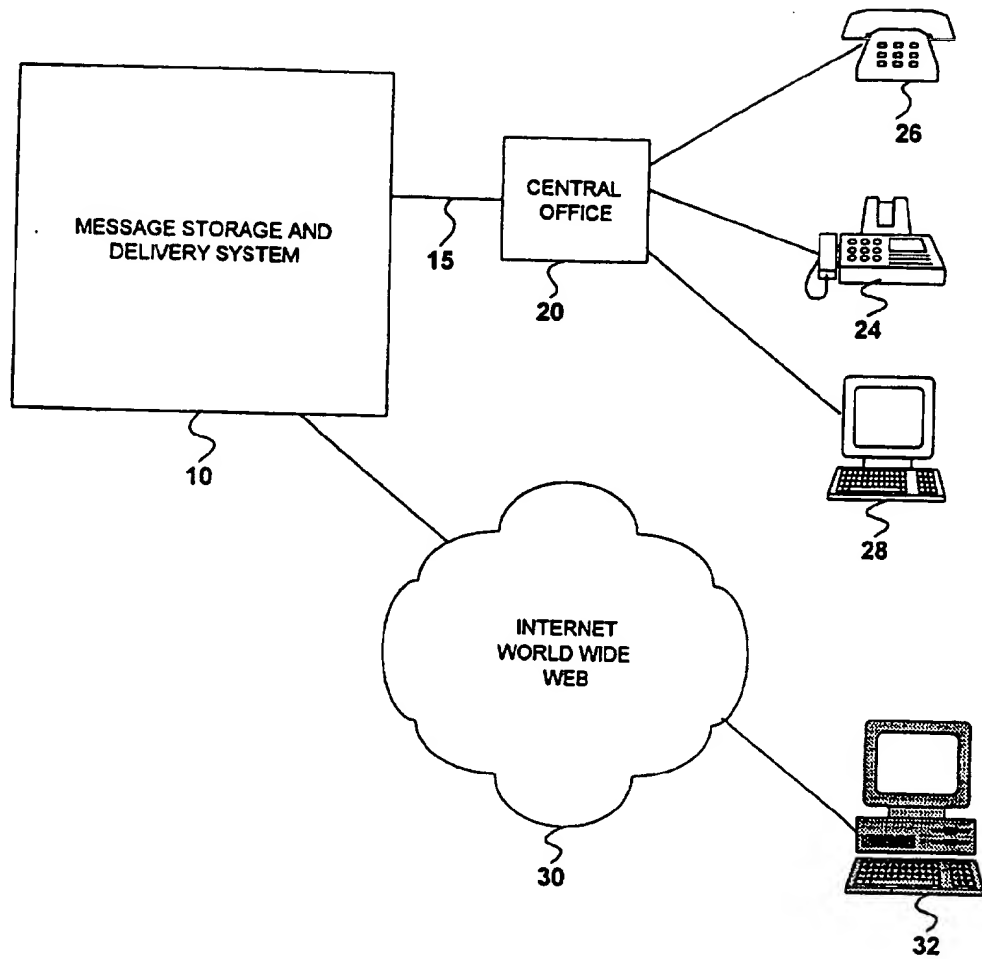 26
MESSAGE STORAGE AND
DELIVERY SYSTEM
15
CENTRAL
OFFICE
20
24
10
28
INTERNET
WORLD WIDE
WEB
30
32